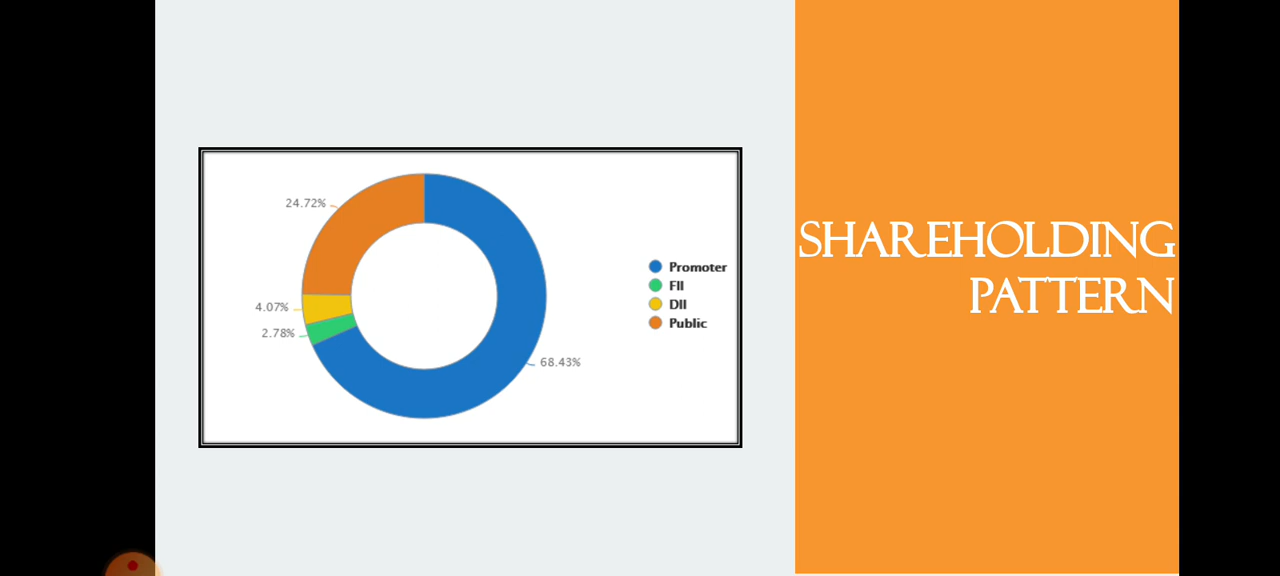 24.72%
4.07%
2.78%
68.43%
Promoter
FII
DII
Public
SHAREHOLDING
PATTERN